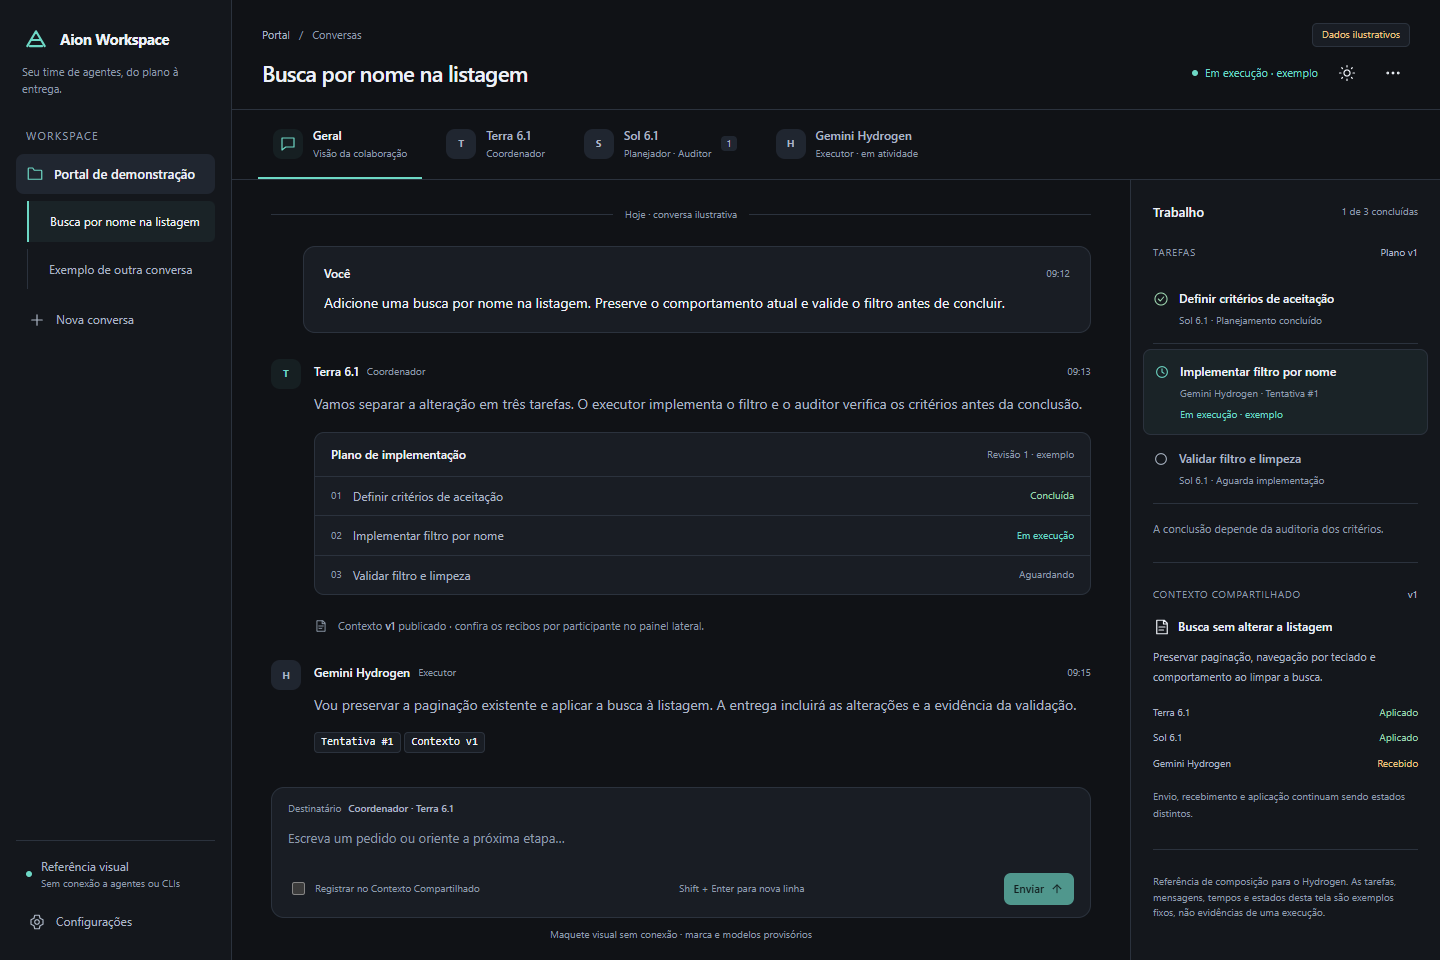 Aion Workspace
Seu time de agentes, do plano à
entrega.
WORKSPACE
Portal de demonstração
Busca por nome na listagem
Exemplo de outra conversa
Nova conversa
Referência visual
Sem conexão a agentes ou CLIs
Configurações
Portal / Conversas
Dados ilustrativos
Busca por nome na listagem
Em execução · exemplo
Geral
Visão da colaboração
T
Terra 6.1
Coordenador
S
Sol 6.1
Planejador · Auditor
1
H
Gemini Hydrogen
Executor · em atividade
Hoje · conversa ilustrativa
Você
09:12
Adicione uma busca por nome na listagem. Preserve o comportamento atual e valide o filtro antes de concluir.
T
Terra 6.1 Coordenador
09:13
Vamos separar a alteração em três tarefas. O executor implementa o filtro e o auditor verifica os critérios antes da conclusão.
Plano de implementação
Revisão 1 · exemplo
01 Definir critérios de aceitação
Concluída
02 Implementar filtro por nome
Em execução
03 Validar filtro e limpeza
Aguardando
Contexto v1 publicado · confira os recibos por participante no painel lateral.
H
Gemini Hydrogen Executor
09:15
Vou preservar a paginação existente e aplicar a busca à listagem. A entrega incluirá as alterações e a evidência da validação.
Tentativa #1 Contexto v1
Destinatário Coordenador · Terra 6.1
Escreva um pedido ou oriente a próxima etapa...
Registrar no Contexto Compartilhado
Shift + Enter para nova linha
Enviar
Maquete visual sem conexão · marca e modelos provisórios
Trabalho
1 de 3 concluídas
TAREFAS
Plano v1
Definir critérios de aceitação
Sol 6.1 · Planejamento concluído
Implementar filtro por nome
Gemini Hydrogen · Tentativa #1
Em execução · exemplo
Validar filtro e limpeza
Sol 6.1 · Aguarda implementação
A conclusão depende da auditoria dos critérios.
CONTEXTO COMPARTILHADO
v1
Busca sem alterar a listagem
Preservar paginação, navegação por teclado e
comportamento ao limpar a busca.
Terra 6.1
Aplicado
Sol 6.1
Aplicado
Gemini Hydrogen
Recebido
Envio, recebimento e aplicação continuam sendo estados
distintos.
Referência de composição para o Hydrogen. As tarefas,
mensagens, tempos e estados desta tela são exemplos
fixos, não evidências de uma execução.